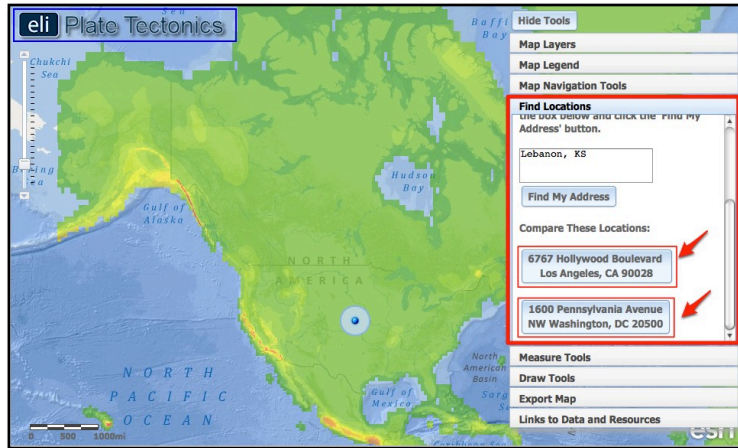 eli Plate Tectonics
Sea
Baffi
Bay
Chukchi
Sea
Hudson
Bay
Gulf of
Alaska
NORTH
AMERICA
North
American
Basin
NORTH
PACIFIC
OCEAN
Gulf of
Mexico
Caribbean Sea
0 500 1000mi
Hide Tools
Map Layers
Map Legend
Map Navigation Tools
Find Locations
the box below and click the 'Find My
Address' button.
Lebanon, KS
Find My Address
Compare These Locations:
6767 Hollywood Boulevard
Los Angeles, CA 90028
1600 Pennsylvania Avenue
NW Washington, DC 20500
Measure Tools
Draw Tools
Export Map
Links to Data and Resources
esri